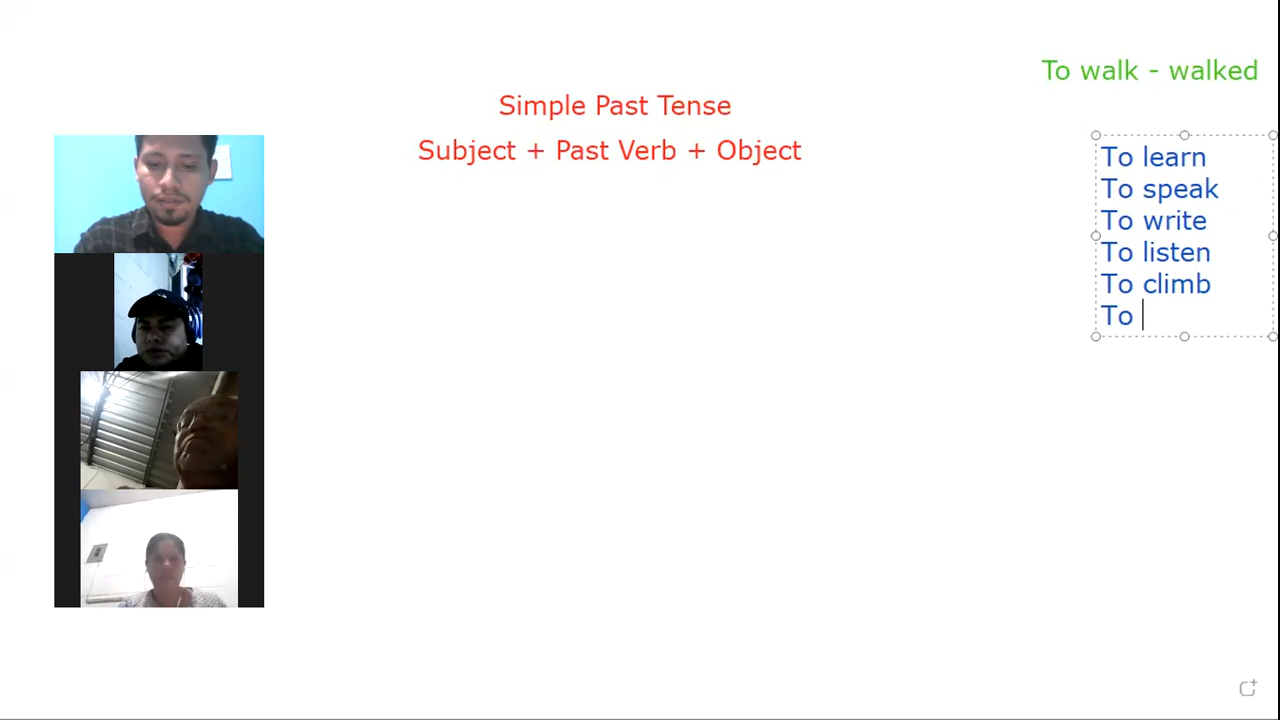 To walk - walked
Simple Past Tense
Subject + Past Verb + Object
To learn
To speak
To write
To listen
To climb
To